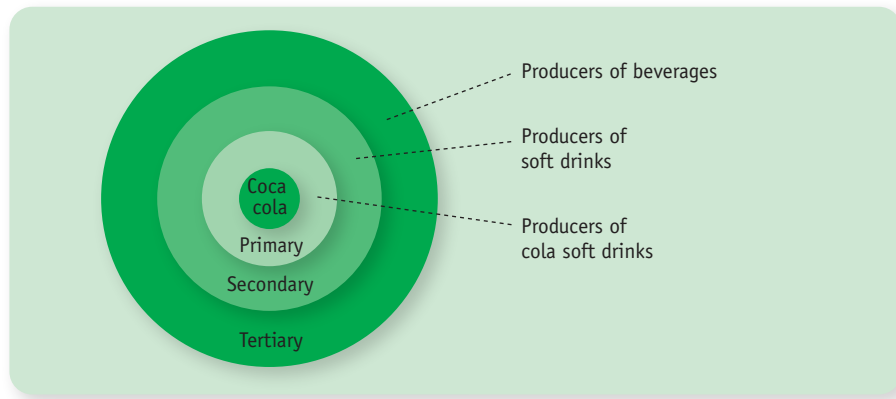 Producers of beverages
Producers of
soft drinks
Coca
cola
Producers of
cola soft drinks
Primary
Secondary
Tertiary